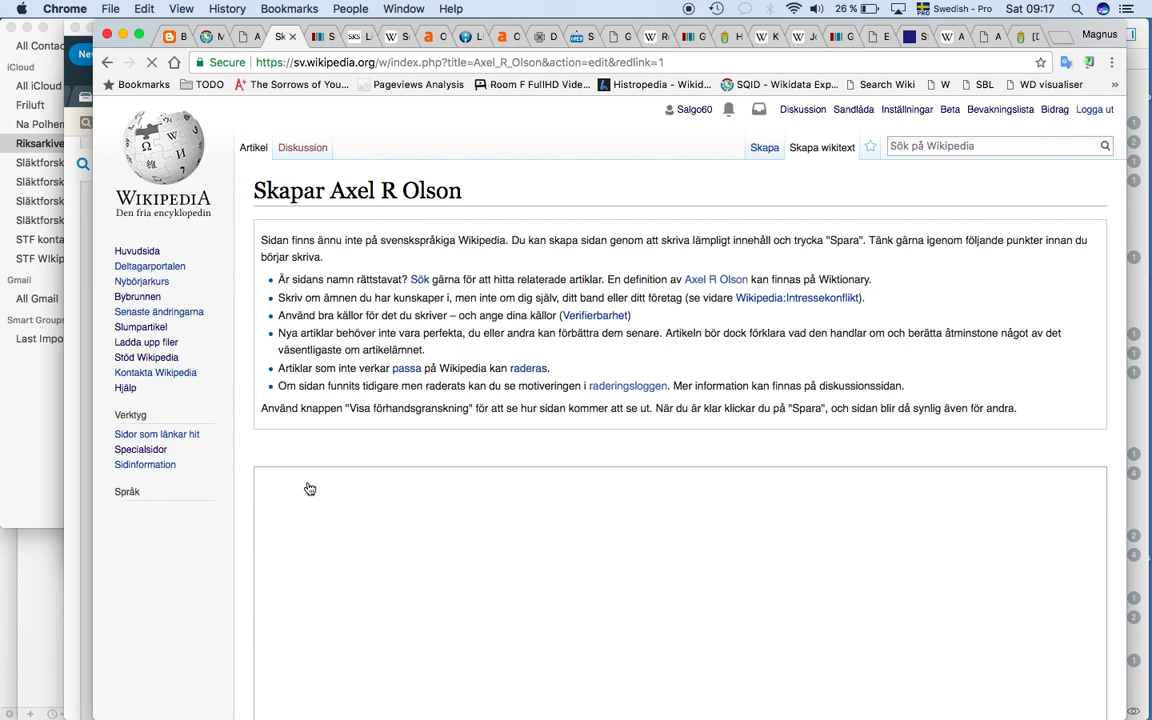 Chrome File Edit View History Bookmarks People Window Help 26 % Swedish - Pro Sat 09:17
Magnus
Secure https://sv.wikipedia.org/w/index.php?title=Axel_R_Olson&action=edit&redlink=1
Bookmarks TODO The Sorrows of You... Pageviews Analysis Room F FullHD Vide... Histropedia - Wikid... SQID - Wikidata Exp... Search Wiki W SBL WD visualiser »
Salgo60 Diskussion Sandlåda Inställningar Beta Bevakningslista Bidrag Logga ut
Artikel Diskussion Skapa Skapa wikitext Sök på Wikipedia
WIKIPEDIA
Den fria encyklopedin
Huvudsida
Deltagarportalen
Nybörjarkurs
Bybrunnen
Senaste ändringarna
Slumpartikel
Ladda upp filer
Stöd Wikipedia
Kontakta Wikipedia
Hjälp
Verktyg
Sidor som länkar hit
Specialsidor
Sidinformation
Språk
Skapar Axel R Olson
Sidan finns ännu inte på svenskspråkiga Wikipedia. Du kan skapa sidan genom att skriva lämpligt innehåll och trycka "Spara". Tänk gärna igenom följande punkter innan du
börjar skriva.
Är sidans namn rättstavat? Sök gärna för att hitta relaterade artiklar. En definition av Axel R Olson kan finnas på Wiktionary.
Skriv om ämnen du har kunskaper i, men inte om dig själv, ditt band eller ditt företag (se vidare Wikipedia:Intressekonflikt).
Använd bra källor för det du skriver – och ange dina källor (Verifierbarhet)
Nya artiklar behöver inte vara perfekta, du eller andra kan förbättra dem senare. Artikeln bör dock förklara vad den handlar om och berätta åtminstone något av det
väsentligaste om artikelämnet.
Artiklar som inte verkar passa på Wikipedia kan raderas.
Om sidan funnits tidigare men raderats kan du se motiveringen i raderingsloggen. Mer information kan finnas på diskussionssidan.
Använd knappen "Visa förhandsgranskning" för att se hur sidan kommer att se ut. När du är klar klickar du på "Spara", och sidan blir då synlig även för andra.
All Contac
iCloud
All iCloud
Friluft
Na Polhem
Riksarkive
Släktforsk
Släktforsk
Släktforsk
Släktforsk
STF konta
STF WIkip
Gmail
All Gmail
Smart Groups
Last Impo